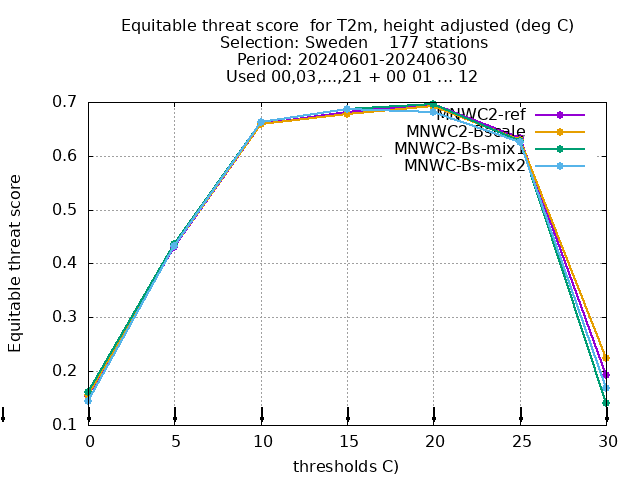 Equitable threat score  for T2m, height adjusted (deg C)
Selection: Sweden    177 stations
Period: 20240601-20240630
Used 00,03,...,21 + 00 01 ... 12
MNWC2-ref
MNWC2-Bscale
MNWC2-Bs-mix1
MNWC-Bs-mix2
Equitable threat score
0.7
0.6
0.5
0.4
0.3
0.2
0.1
0 5 10 15 20 25 30
thresholds C)